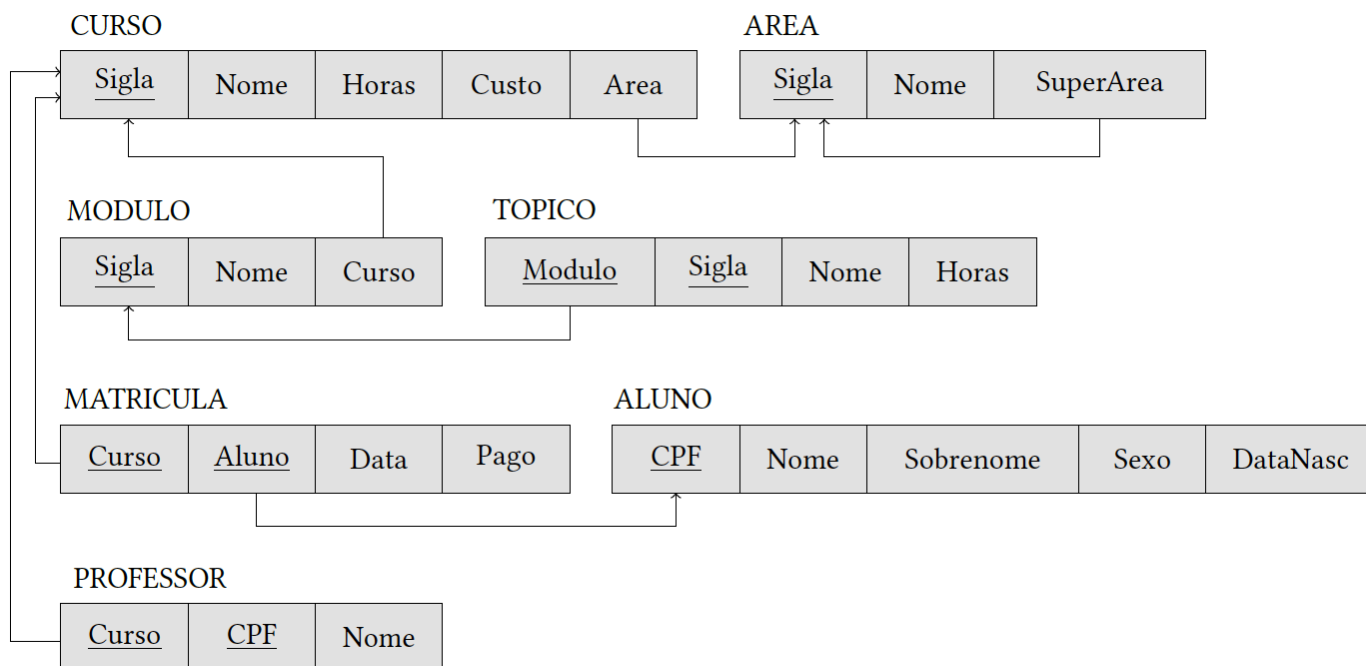 CURSO AREA
Sigla Nome Horas Custo Area Sigla Nome SuperArea
MODULO TOPICO
Sigla Nome Curso Modulo Sigla Nome Horas
MATRICULA ALUNO
Curso Aluno Data Pago CPF Nome Sobrenome Sexo DataNasc
PROFESSOR
Curso CPF Nome